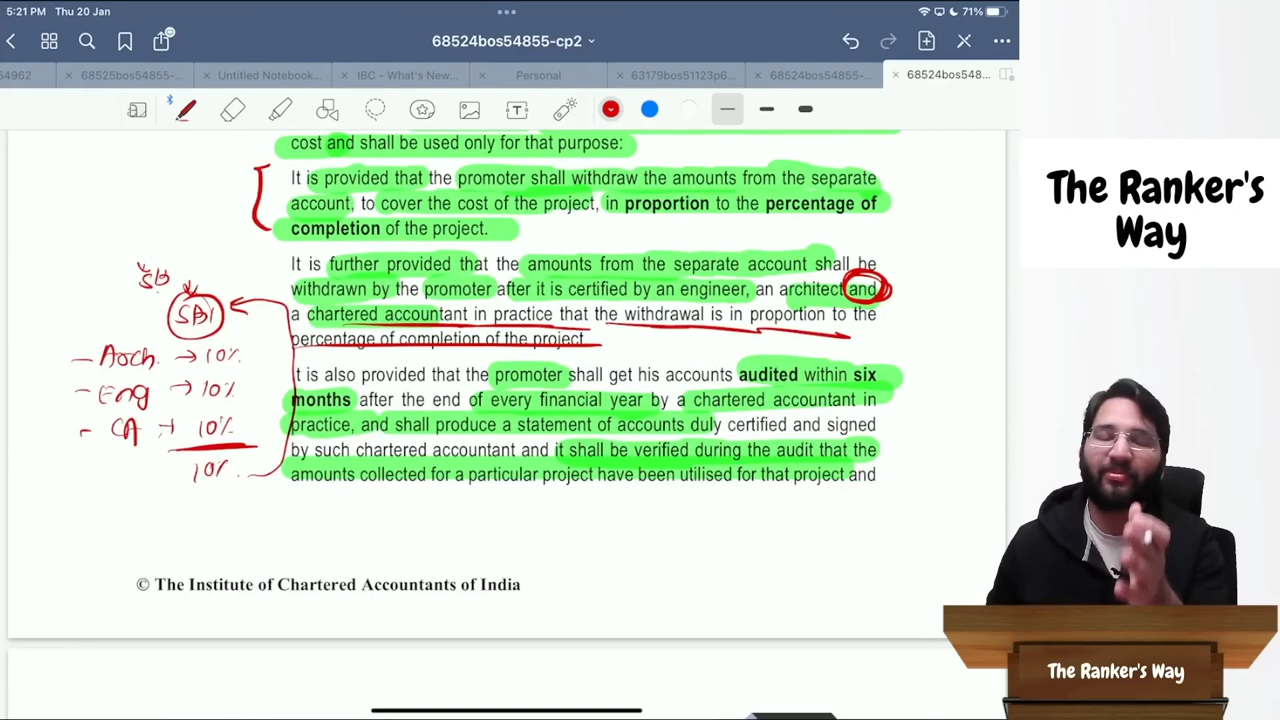 5:21 PM Thu 20 Jan
71%
68524bos54855-cp2
54962
68525bos54855-...
Untitled Notebook...
IBC - What's New...
Personal
63179bos51123p6...
68524bos54855-...
68524bos548...
cost and shall be used only for that purpose:
It is provided that the promoter shall withdraw the amounts from the separate
account, to cover the cost of the project, in proportion to the percentage of
completion of the project.
It is further provided that the amounts from the separate account shall be
withdrawn by the promoter after it is certified by an engineer, an architect and
a chartered accountant in practice that the withdrawal is in proportion to the
percentage of completion of the project
It is also provided that the promoter shall get his accounts audited within six
months after the end of every financial year by a chartered accountant in
practice, and shall produce a statement of accounts duly certified and signed
by such chartered accountant and it shall be verified during the audit that the
amounts collected for a particular project have been utilised for that project and
SBI
- Arch. → 10%
- Eng → 10%
- CA → 10%
10%
© The Institute of Chartered Accountants of India
The Ranker's
Way
The Ranker's Way